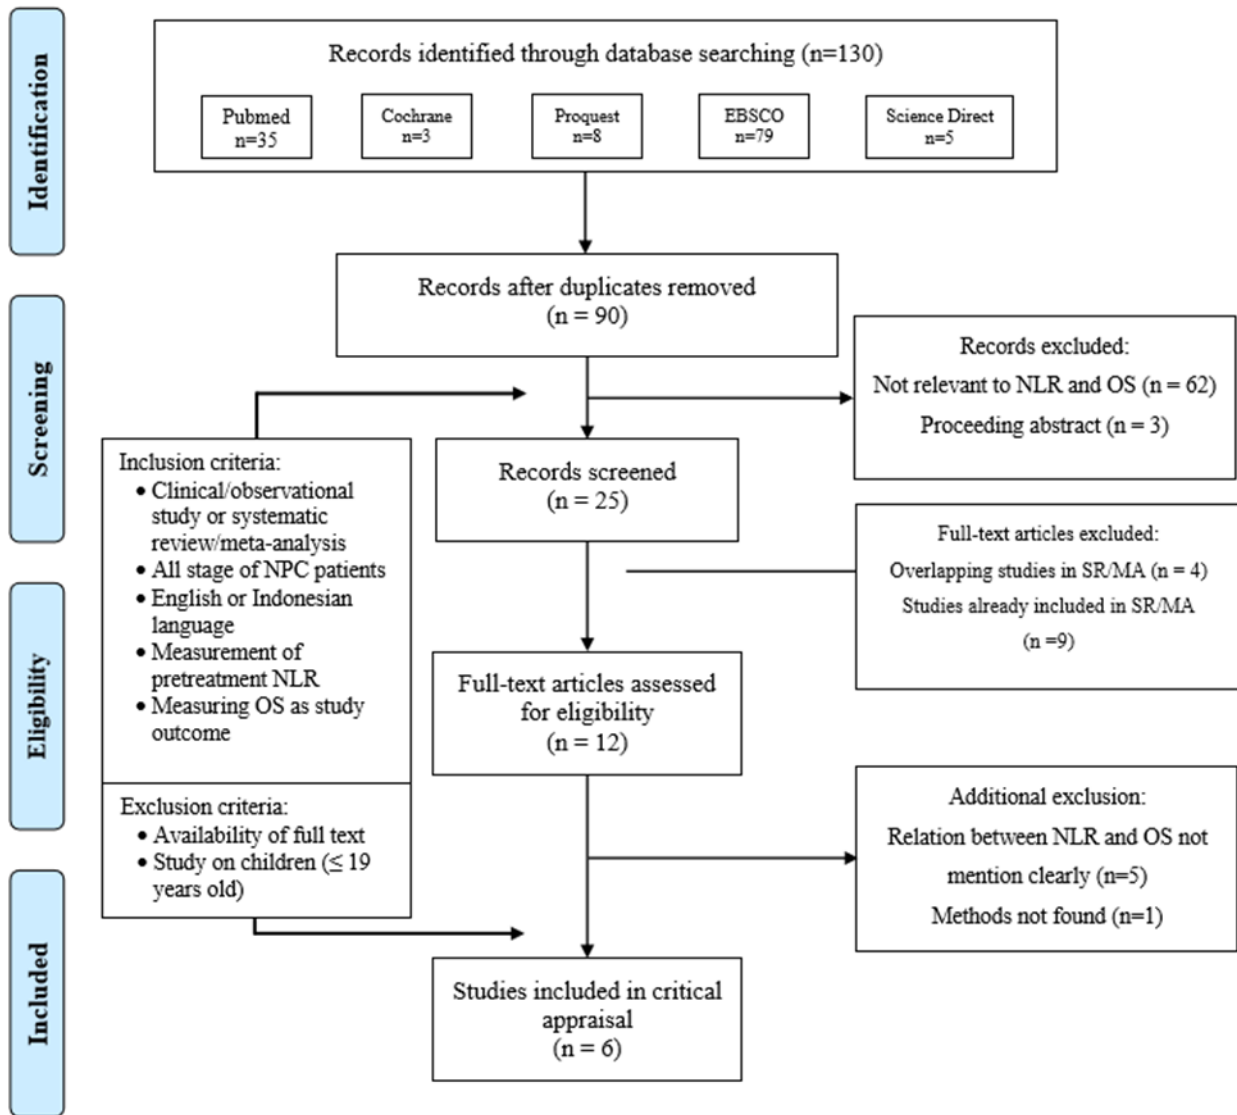 Identification
Records identified through database searching (n=130)
Pubmed
n=35
Cochrane
n=3
Proquest
n=8
EBSCO
n=79
Science Direct
n=5
Records after duplicates removed
(n = 90)
Screening
Records excluded:
Not relevant to NLR and OS (n = 62)
Proceeding abstract (n = 3)
Records screened
(n = 25)
Inclusion criteria:
• Clinical/observational
study or systematic
review/meta-analysis
• All stage of NPC patients
• English or Indonesian
language
• Measurement of
pretreatment NLR
• Measuring OS as study
outcome
Exclusion criteria:
• Availability of full text
• Study on children (≤ 19
years old)
Full-text articles excluded:
Overlapping studies in SR/MA (n = 4)
Studies already included in SR/MA
(n =9)
Eligibility
Full-text articles assessed
for eligibility
(n = 12)
Additional exclusion:
Relation between NLR and OS not
mention clearly (n=5)
Methods not found (n=1)
Included
Studies included in critical
appraisal
(n = 6)